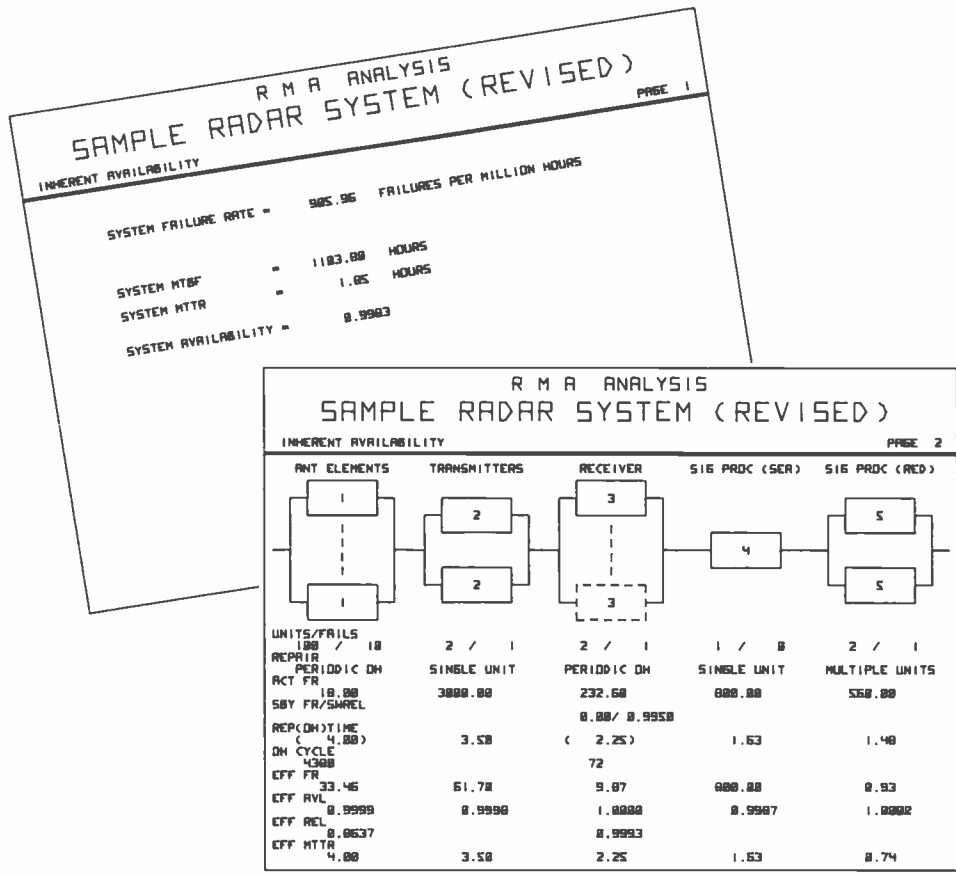 R M A ANALYSIS
SAMPLE RADAR SYSTEM (REVISED)
INHERENT AVAILABILITY PAGE 1
SYSTEM FAILURE RATE = 905.96 FAILURES PER MILLION HOURS
SYSTEM MTBF = 1103.80 HOURS
SYSTEM MTTR = 1.85 HOURS
SYSTEM AVAILABILITY = 0.9983
R M A ANALYSIS
SAMPLE RADAR SYSTEM (REVISED)
INHERENT AVAILABILITY PAGE 2
ANT ELEMENTS TRANSMITTERS RECEIVER SIG PROC (SER) SIG PROC (RED)
1 3
2 5
4
2 5
1 3
UNITS/FAILS
100 / 10 2 / 1 2 / 1 1 / 0 2 / 1
REPAIR
PERIODIC OH SINGLE UNIT PERIODIC OH SINGLE UNIT MULTIPLE UNITS
ACT FR
18.00 3000.00 232.60 800.00 560.00
SBY FR/SWREL
0.00/ 0.9950
REP(OH)TIME
( 4.00) 3.50 ( 2.25) 1.63 1.48
OH CYCLE
4380 72
EFF FR
33.46 61.70 9.87 800.00 0.93
EFF AVL
0.9999 0.9998 1.0000 0.9987 1.0000
EFF REL
0.8637 0.9993
EFF MTTR
4.00 3.50 2.25 1.63 0.74